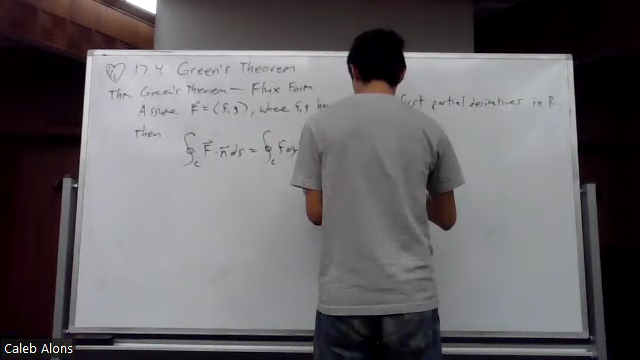 17.4 Green's Theorem
Thm. Green's Theorem – Flux Form
Assume F⃗ = ⟨f, g⟩, where f, g ha first partial derivatives in R
Then
∮_C F⃗ · n⃗ ds = ∮_C f dy
Caleb Alons